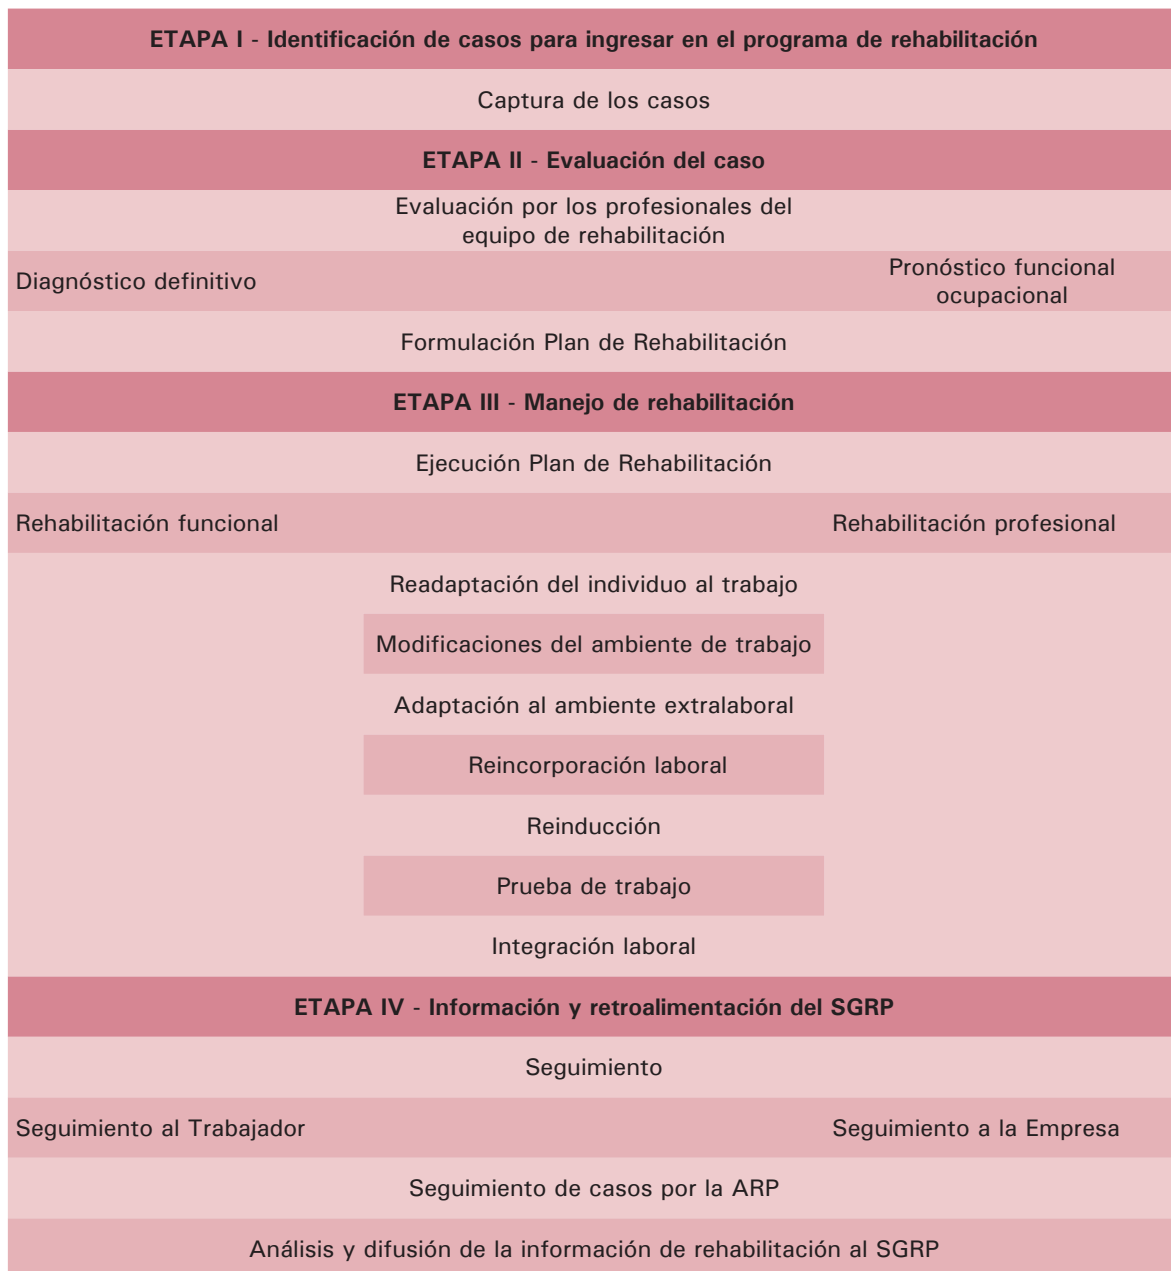 ETAPA I - Identificación de casos para ingresar en el programa de rehabilitación
Captura de los casos
ETAPA II - Evaluación del caso
Evaluación por los profesionales del
equipo de rehabilitación
Diagnóstico definitivo
Pronóstico funcional
ocupacional
Formulación Plan de Rehabilitación
ETAPA III - Manejo de rehabilitación
Ejecución Plan de Rehabilitación
Rehabilitación funcional
Rehabilitación profesional
Readaptación del individuo al trabajo
Modificaciones del ambiente de trabajo
Adaptación al ambiente extralaboral
Reincorporación laboral
Reinducción
Prueba de trabajo
Integración laboral
ETAPA IV - Información y retroalimentación del SGRP
Seguimiento
Seguimiento al Trabajador
Seguimiento a la Empresa
Seguimiento de casos por la ARP
Análisis y difusión de la información de rehabilitación al SGRP